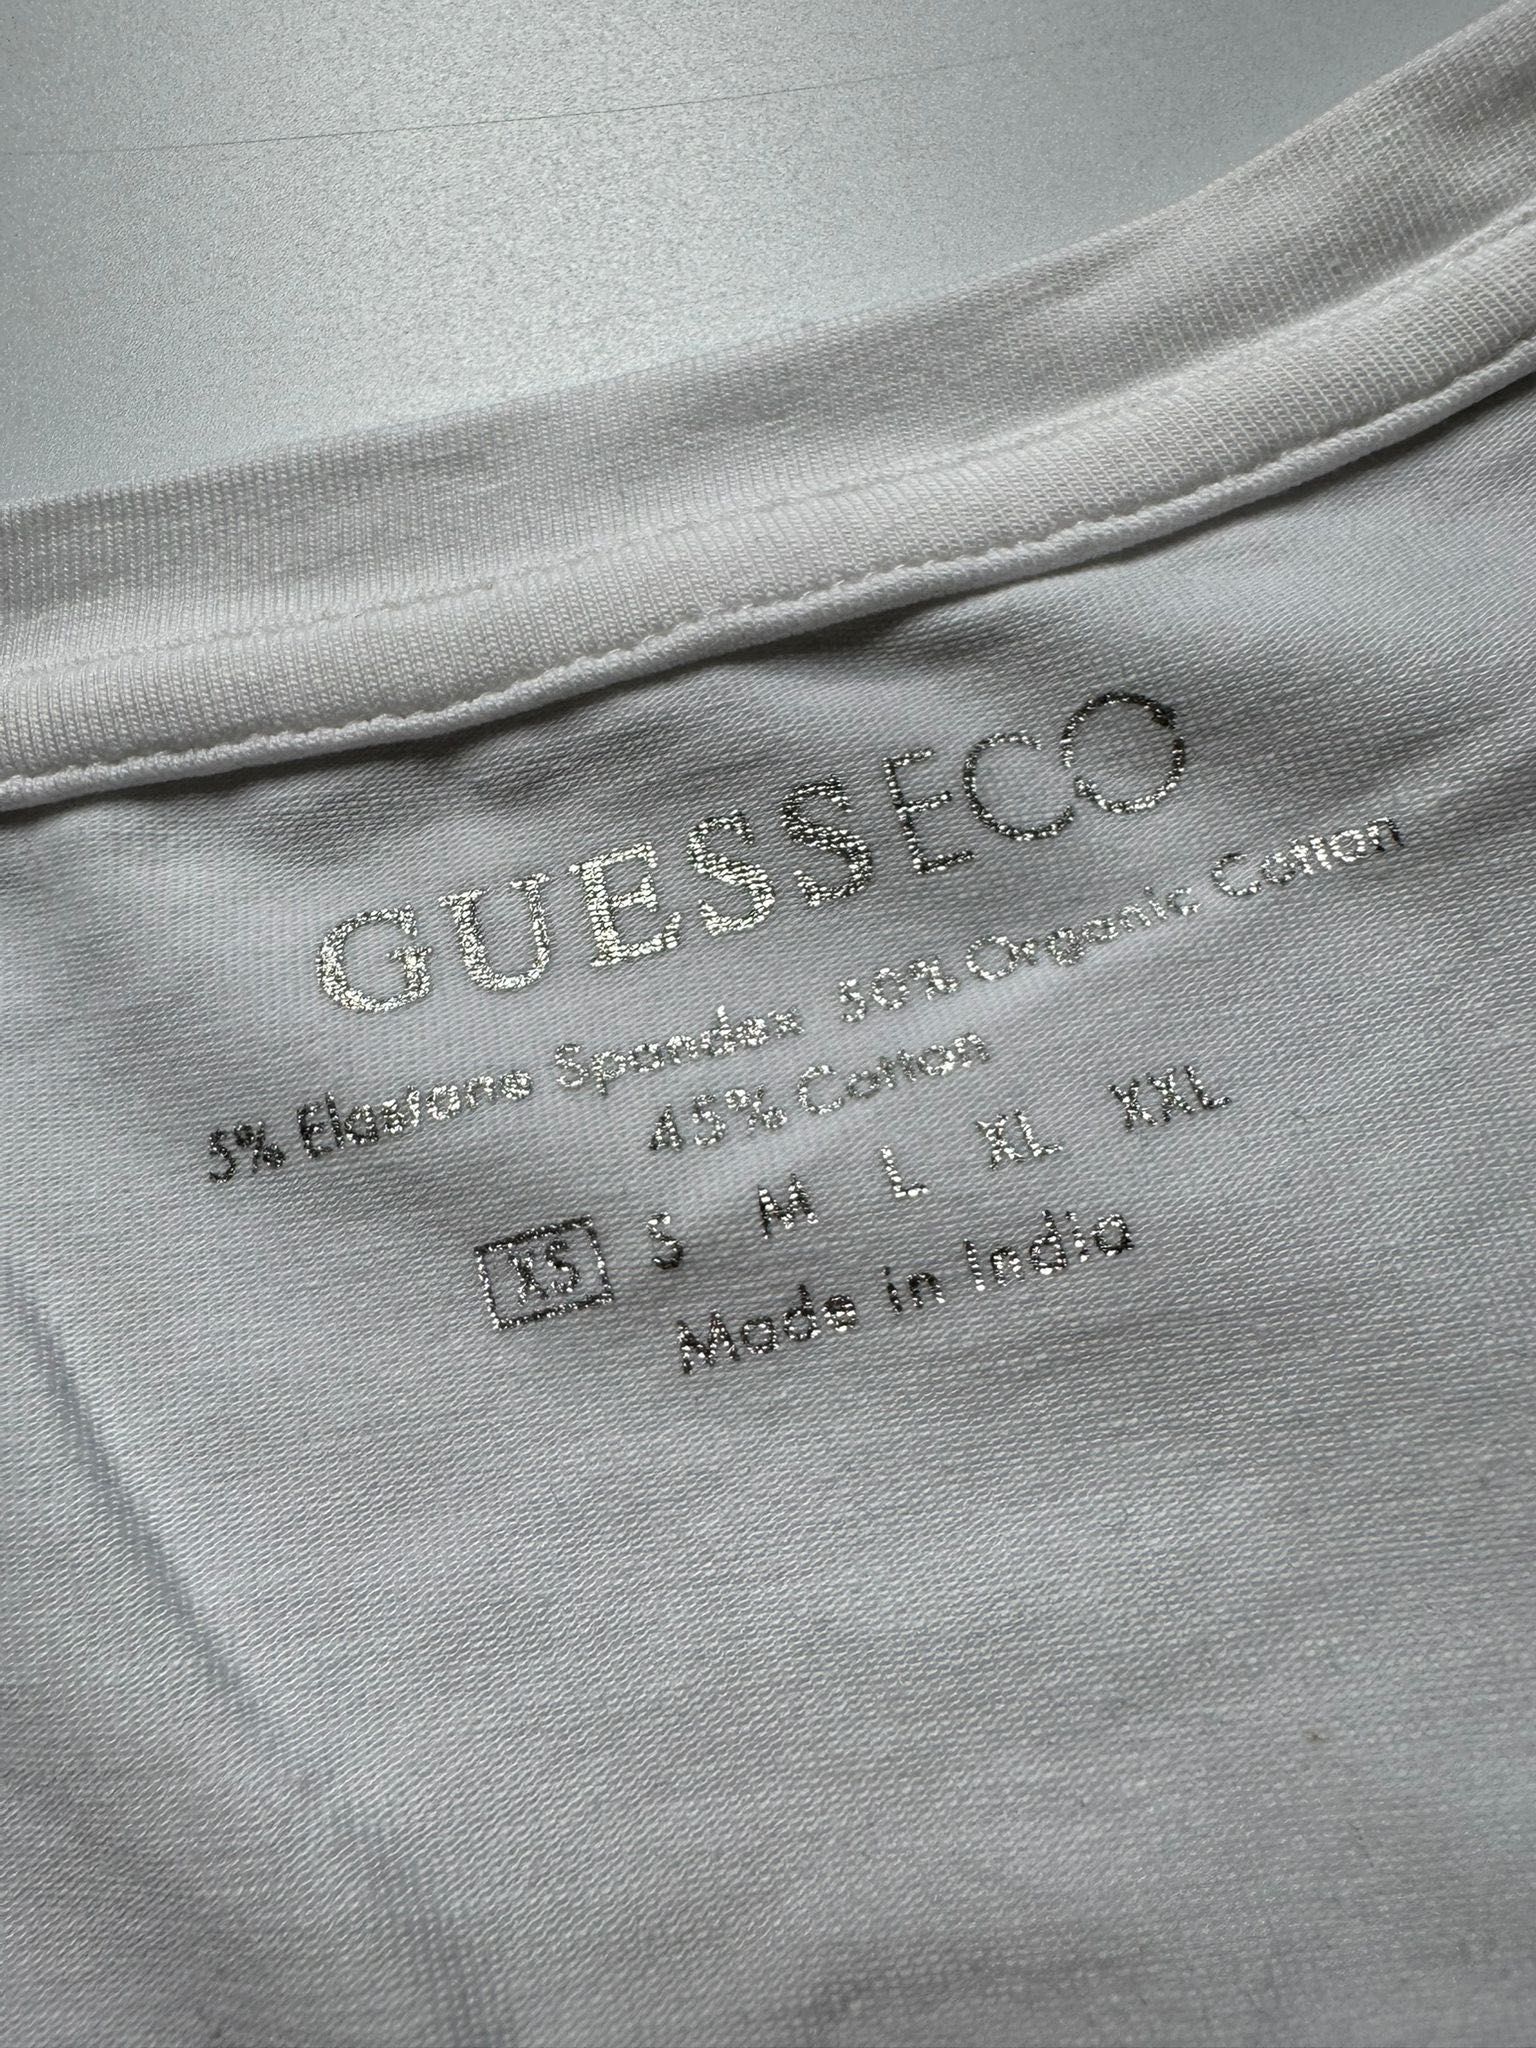 GUESSECO
5% Elastane Spandex 50% Organic Cotton
45% Cotton
XS S M L XL XXL
Made in India